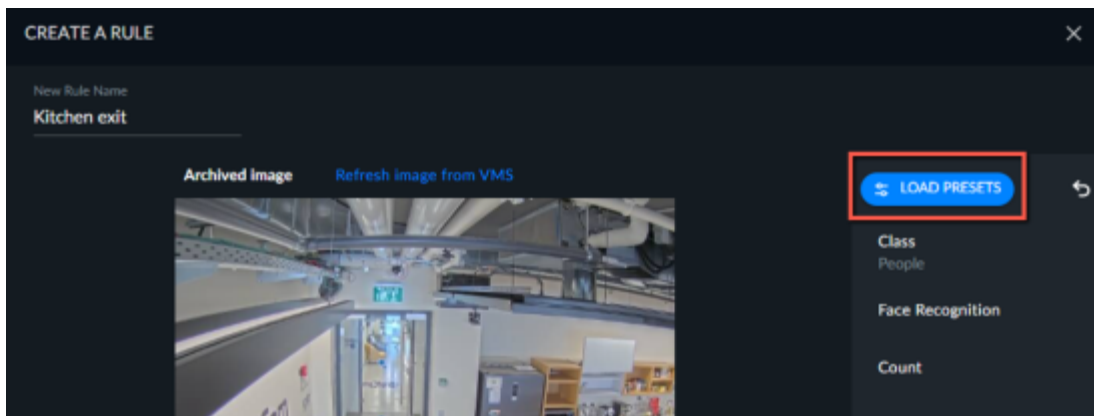 CREATE A RULE
New Rule Name
Kitchen exit
Archived image
Refresh image from VMS
LOAD PRESETS
Class
People
Face Recognition
Count